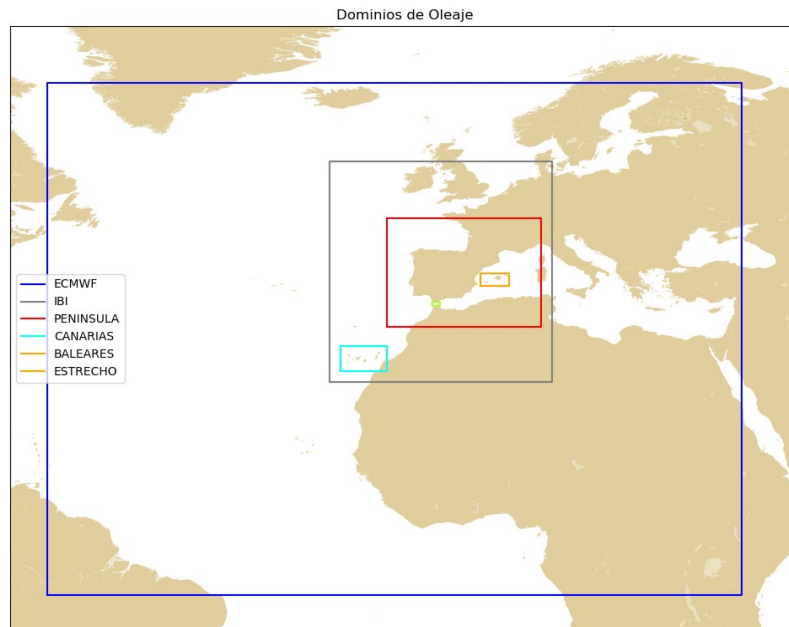 Dominios de Oleaje
ECMWF
IBI
PENINSULA
CANARIAS
BALEARES
ESTRECHO